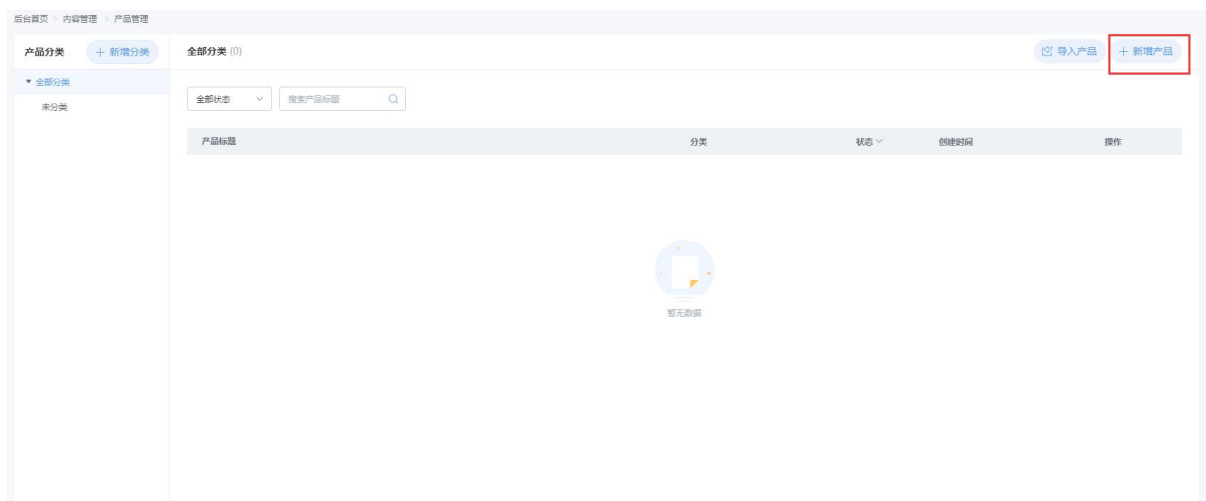 后台首页 > 内容管理 > 产品管理
产品分类 + 新增分类 全部分类 (0) 导入产品 + 新增产品
全部分类
未分类
全部状态 搜索产品标题
产品标题 分类 状态 创建时间 操作
暂无数据